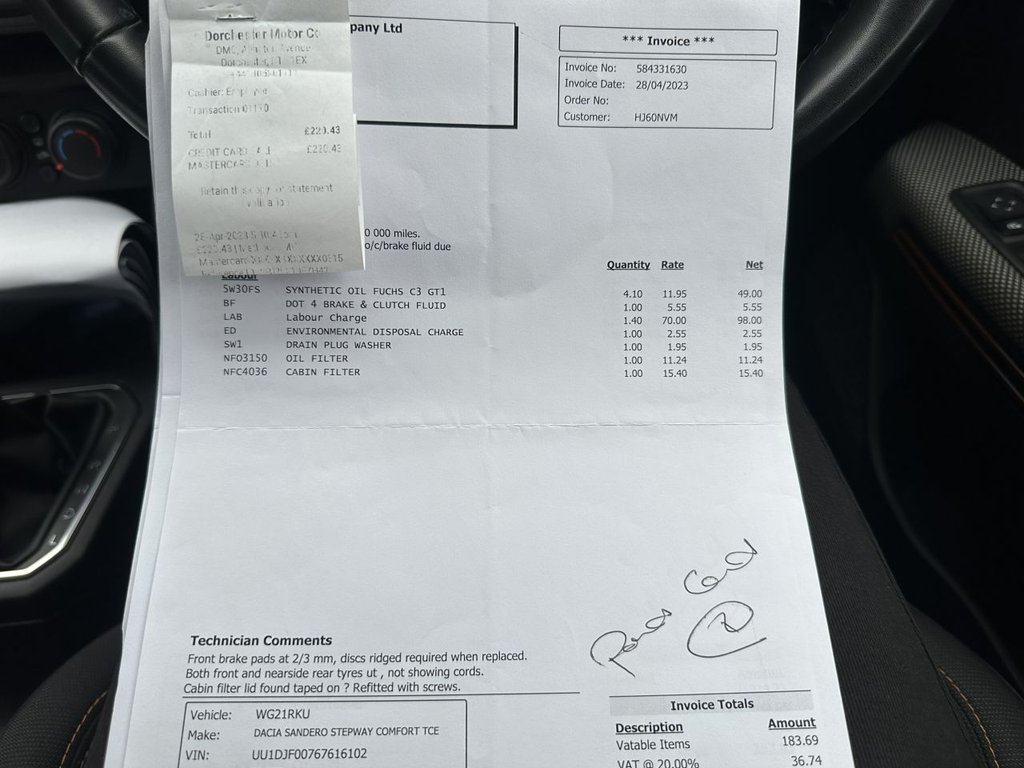 Dorchester Motor Co
Total £220.43
CREDIT CARD £220.43
MASTERCARD
Retain this copy statement
pany Ltd
*** Invoice ***
Invoice No: 584331630
Invoice Date: 28/04/2023
Order No:
Customer: HJ60NVM
0 000 miles.
o/c/brake fluid due
Labour
Quantity Rate Net
5W30FS SYNTHETIC OIL FUCHS C3 GT1 4.10 11.95 49.00
BF DOT 4 BRAKE & CLUTCH FLUID 1.00 5.55 5.55
LAB Labour Charge 1.40 70.00 98.00
ED ENVIRONMENTAL DISPOSAL CHARGE 1.00 2.55 2.55
SW1 DRAIN PLUG WASHER 1.00 1.95 1.95
NFO3150 OIL FILTER 1.00 11.24 11.24
NFC4036 CABIN FILTER 1.00 15.40 15.40
Card
Technician Comments
Front brake pads at 2/3 mm, discs ridged required when replaced.
Both front and nearside rear tyres ut , not showing cords.
Cabin filter lid found taped on ? Refitted with screws.
Vehicle: WG21RKU
Make: DACIA SANDERO STEPWAY COMFORT TCE
VIN: UU1DJF00767616102
Invoice Totals
Description Amount
Vatable Items 183.69
VAT @ 20.00% 36.74